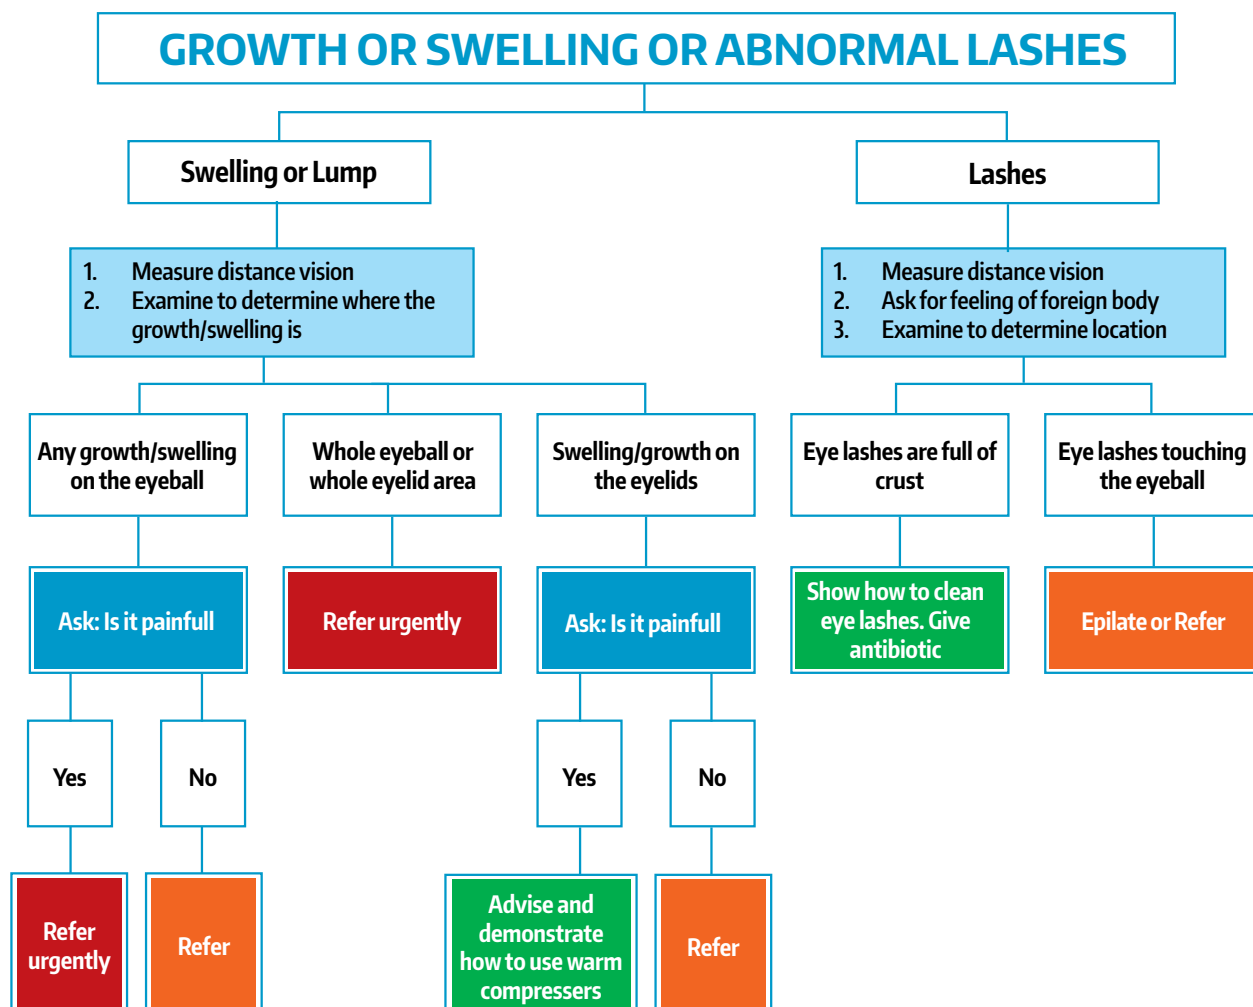 GROWTH OR SWELLING OR ABNORMAL LASHES
Swelling or Lump
Lashes
1. Measure distance vision
2. Examine to determine where the
growth/swelling is
1. Measure distance vision
2. Ask for feeling of foreign body
3. Examine to determine location
Any growth/swelling
on the eyeball
Whole eyeball or
whole eyelid area
Swelling/growth on
the eyelids
Eye lashes are full of
crust
Eye lashes touching
the eyeball
Ask: Is it painfull
Refer urgently
Ask: Is it painfull
Show how to clean
eye lashes. Give
antibiotic
Epilate or Refer
Yes
No
Yes
No
Refer
urgently
Refer
Advise and
demonstrate
how to use warm
compressers
Refer